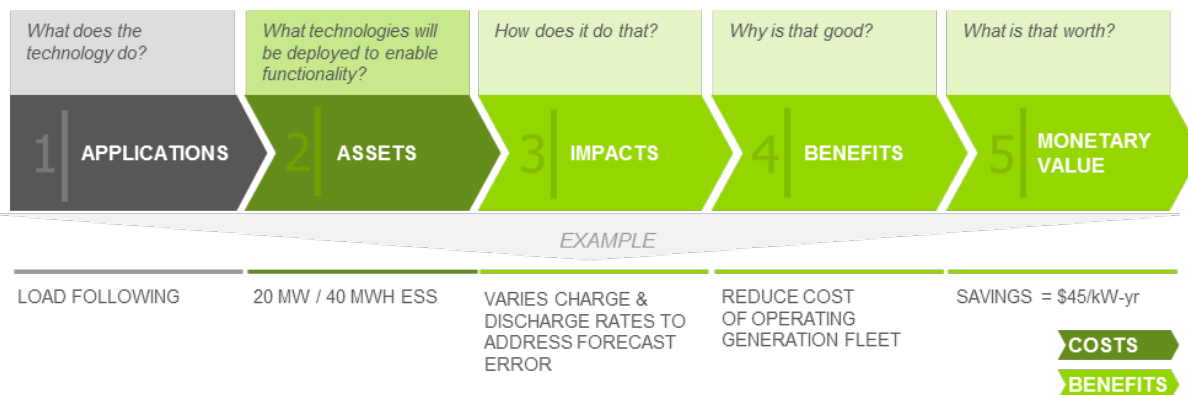 What does the
technology do?
What technologies will
be deployed to enable
functionality?
How does it do that?
Why is that good?
What is that worth?
1 APPLICATIONS
2 ASSETS
3 IMPACTS
4 BENEFITS
5 MONETARY
VALUE
EXAMPLE
LOAD FOLLOWING
20 MW / 40 MWH ESS
VARIES CHARGE &
DISCHARGE RATES TO
ADDRESS FORECAST
ERROR
REDUCE COST
OF OPERATING
GENERATION FLEET
SAVINGS = $45/kW-yr
COSTS
BENEFITS